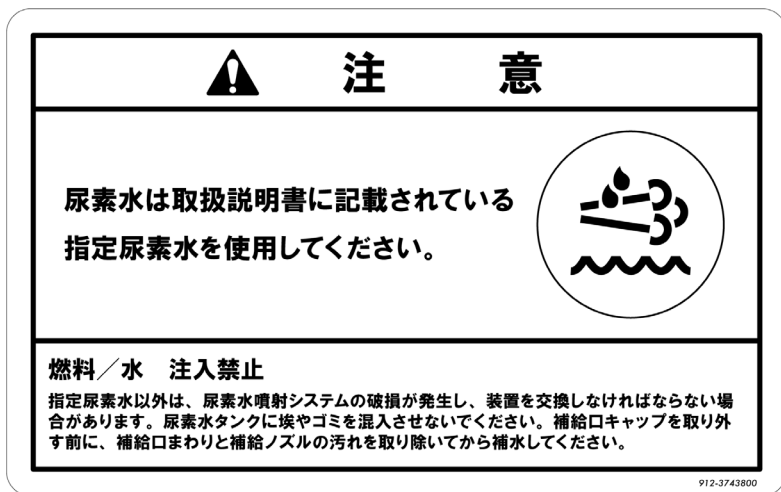 注 意
尿素水は取扱説明書に記載されている
指定尿素水を使用してください。
燃料／水　注入禁止
指定尿素水以外は、尿素水噴射システムの破損が発生し、装置を交換しなければならない場
合があります。尿素水タンクに埃やゴミを混入させないでください。補給口キャップを取り外
す前に、補給口まわりと補給ノズルの汚れを取り除いてから補水してください。
912-3743800